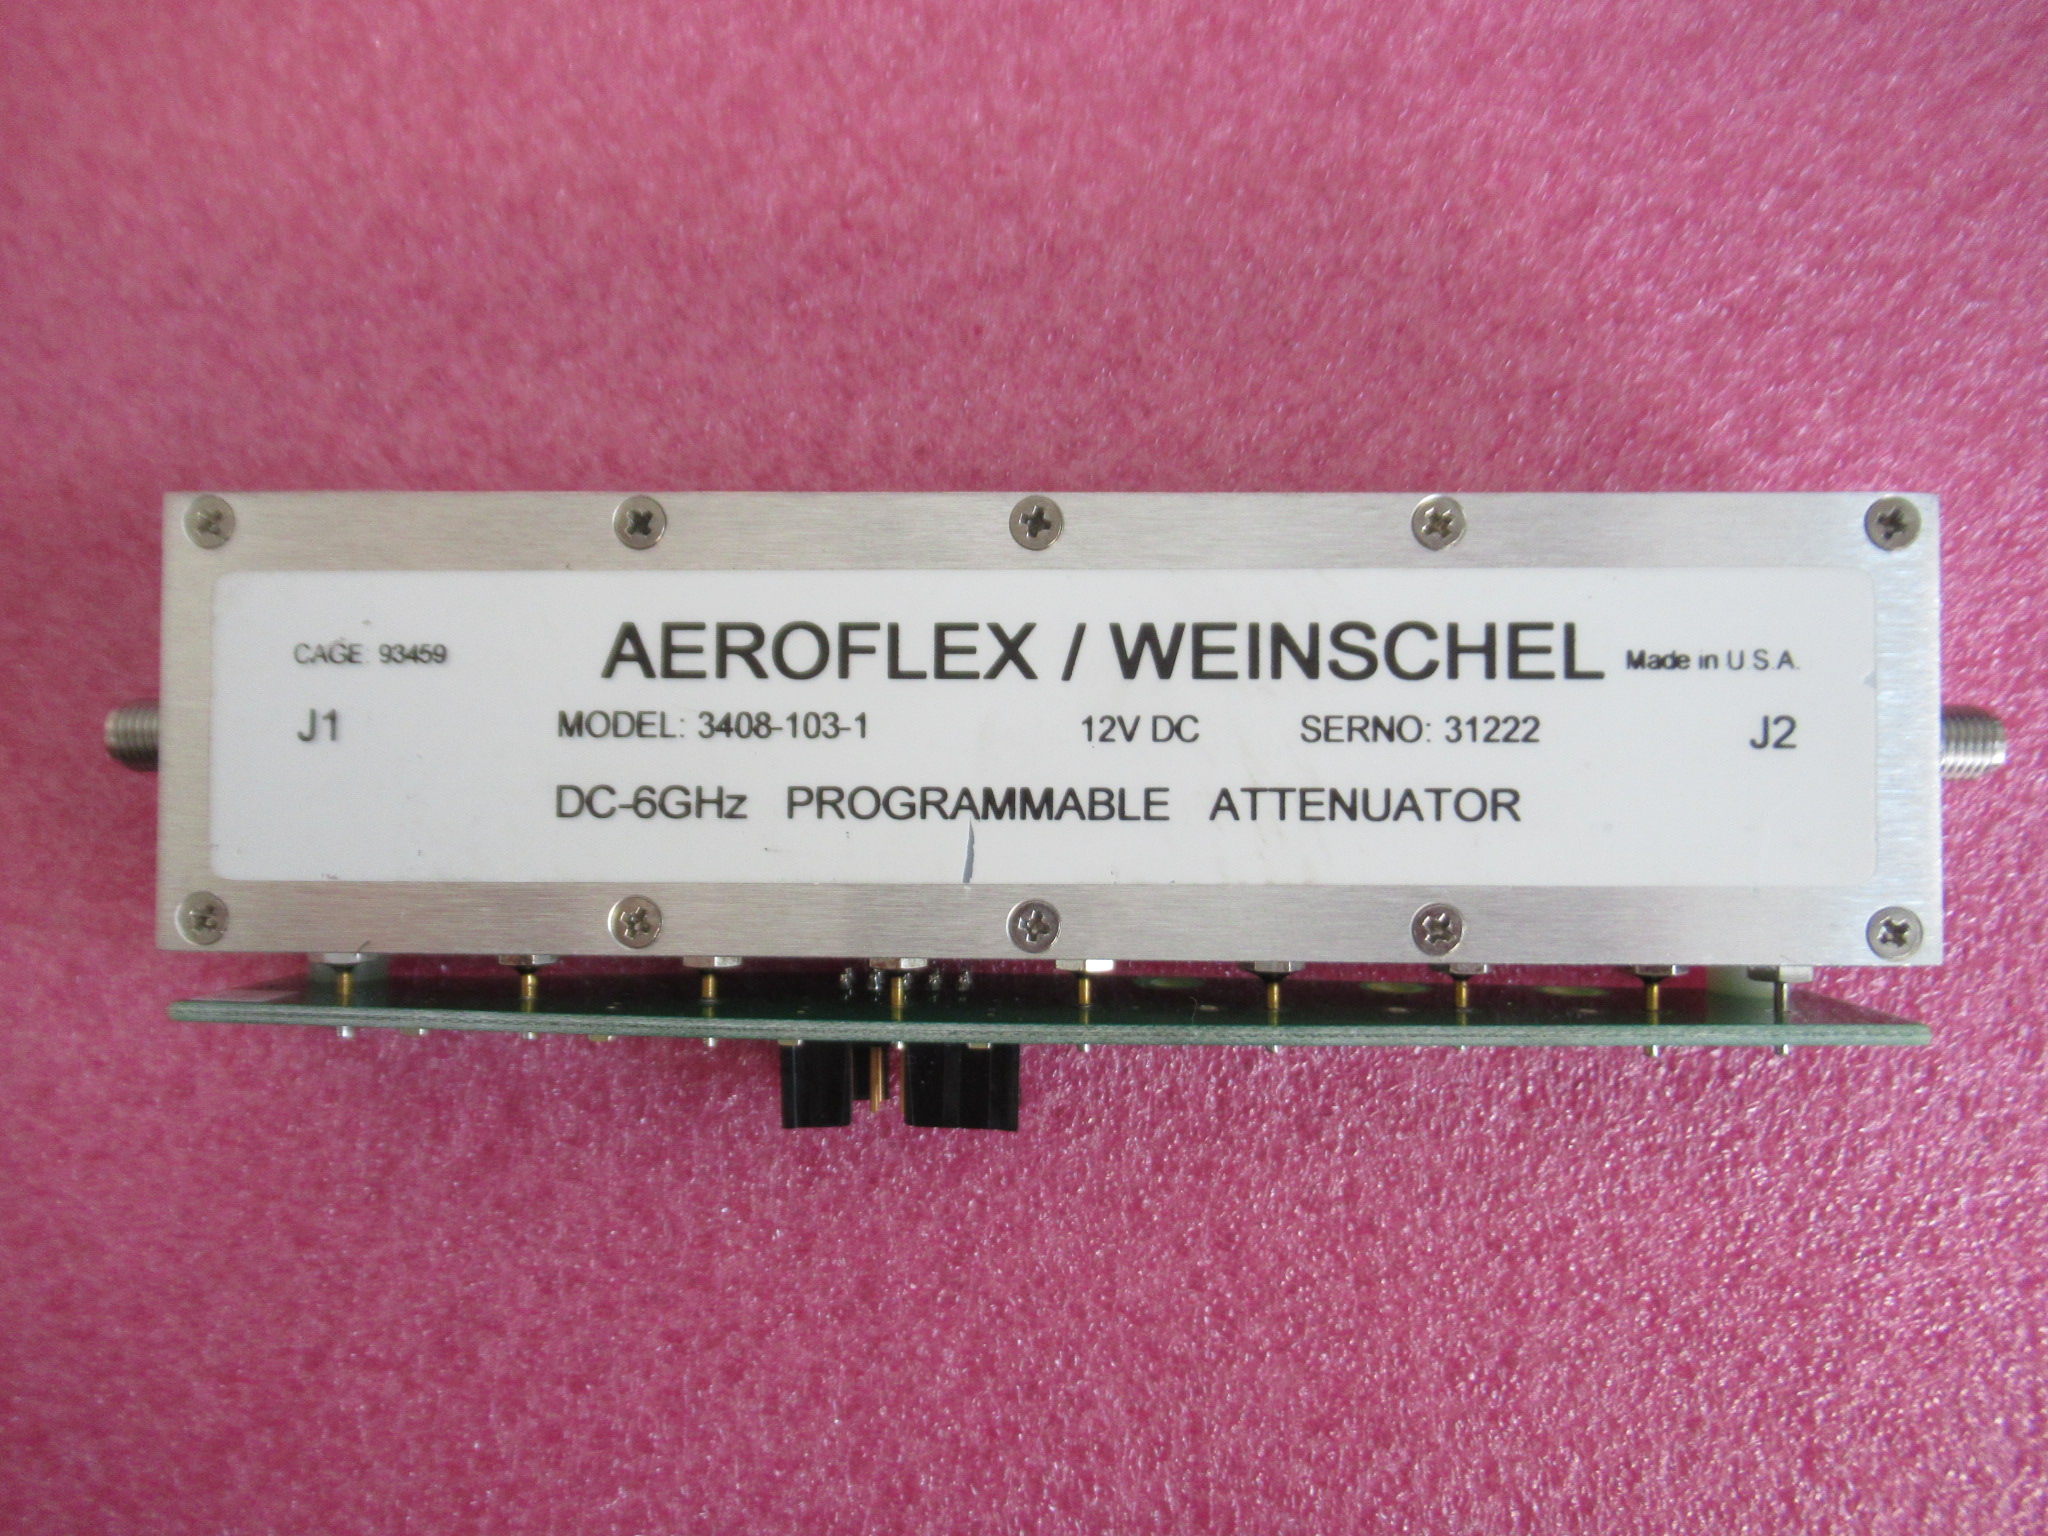 CAGE: 93459 AEROFLEX / WEINSCHEL Made in U.S.A.
J1 MODEL: 3408-103-1 12V DC SERNO: 31222 J2
DC-6GHz PROGRAMMABLE ATTENUATOR